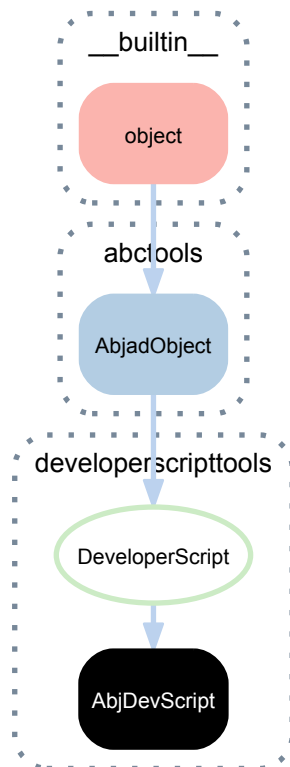 __builtin__
object
abctools
AbjadObject
developerscripttools
DeveloperScript
AbjDevScript